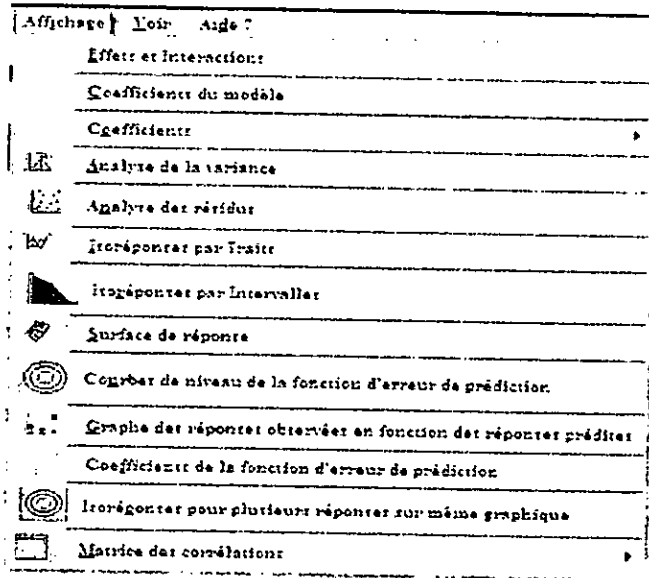 Affichage Voir Aide ?
Effets et Interactions
Coefficients du modèle
Coefficients
Analyse de la variance
Analyse des résidus
Isoréponses par Traits
Isoréponses par Intervalles
Surface de réponse
Courbes de niveau de la fonction d'erreur de prédiction
Graphe des réponses observées en fonction des réponses prédites
Coefficients de la fonction d'erreur de prédiction
Isoréponses pour plusieurs réponses sur même graphique
Matrice des corrélations